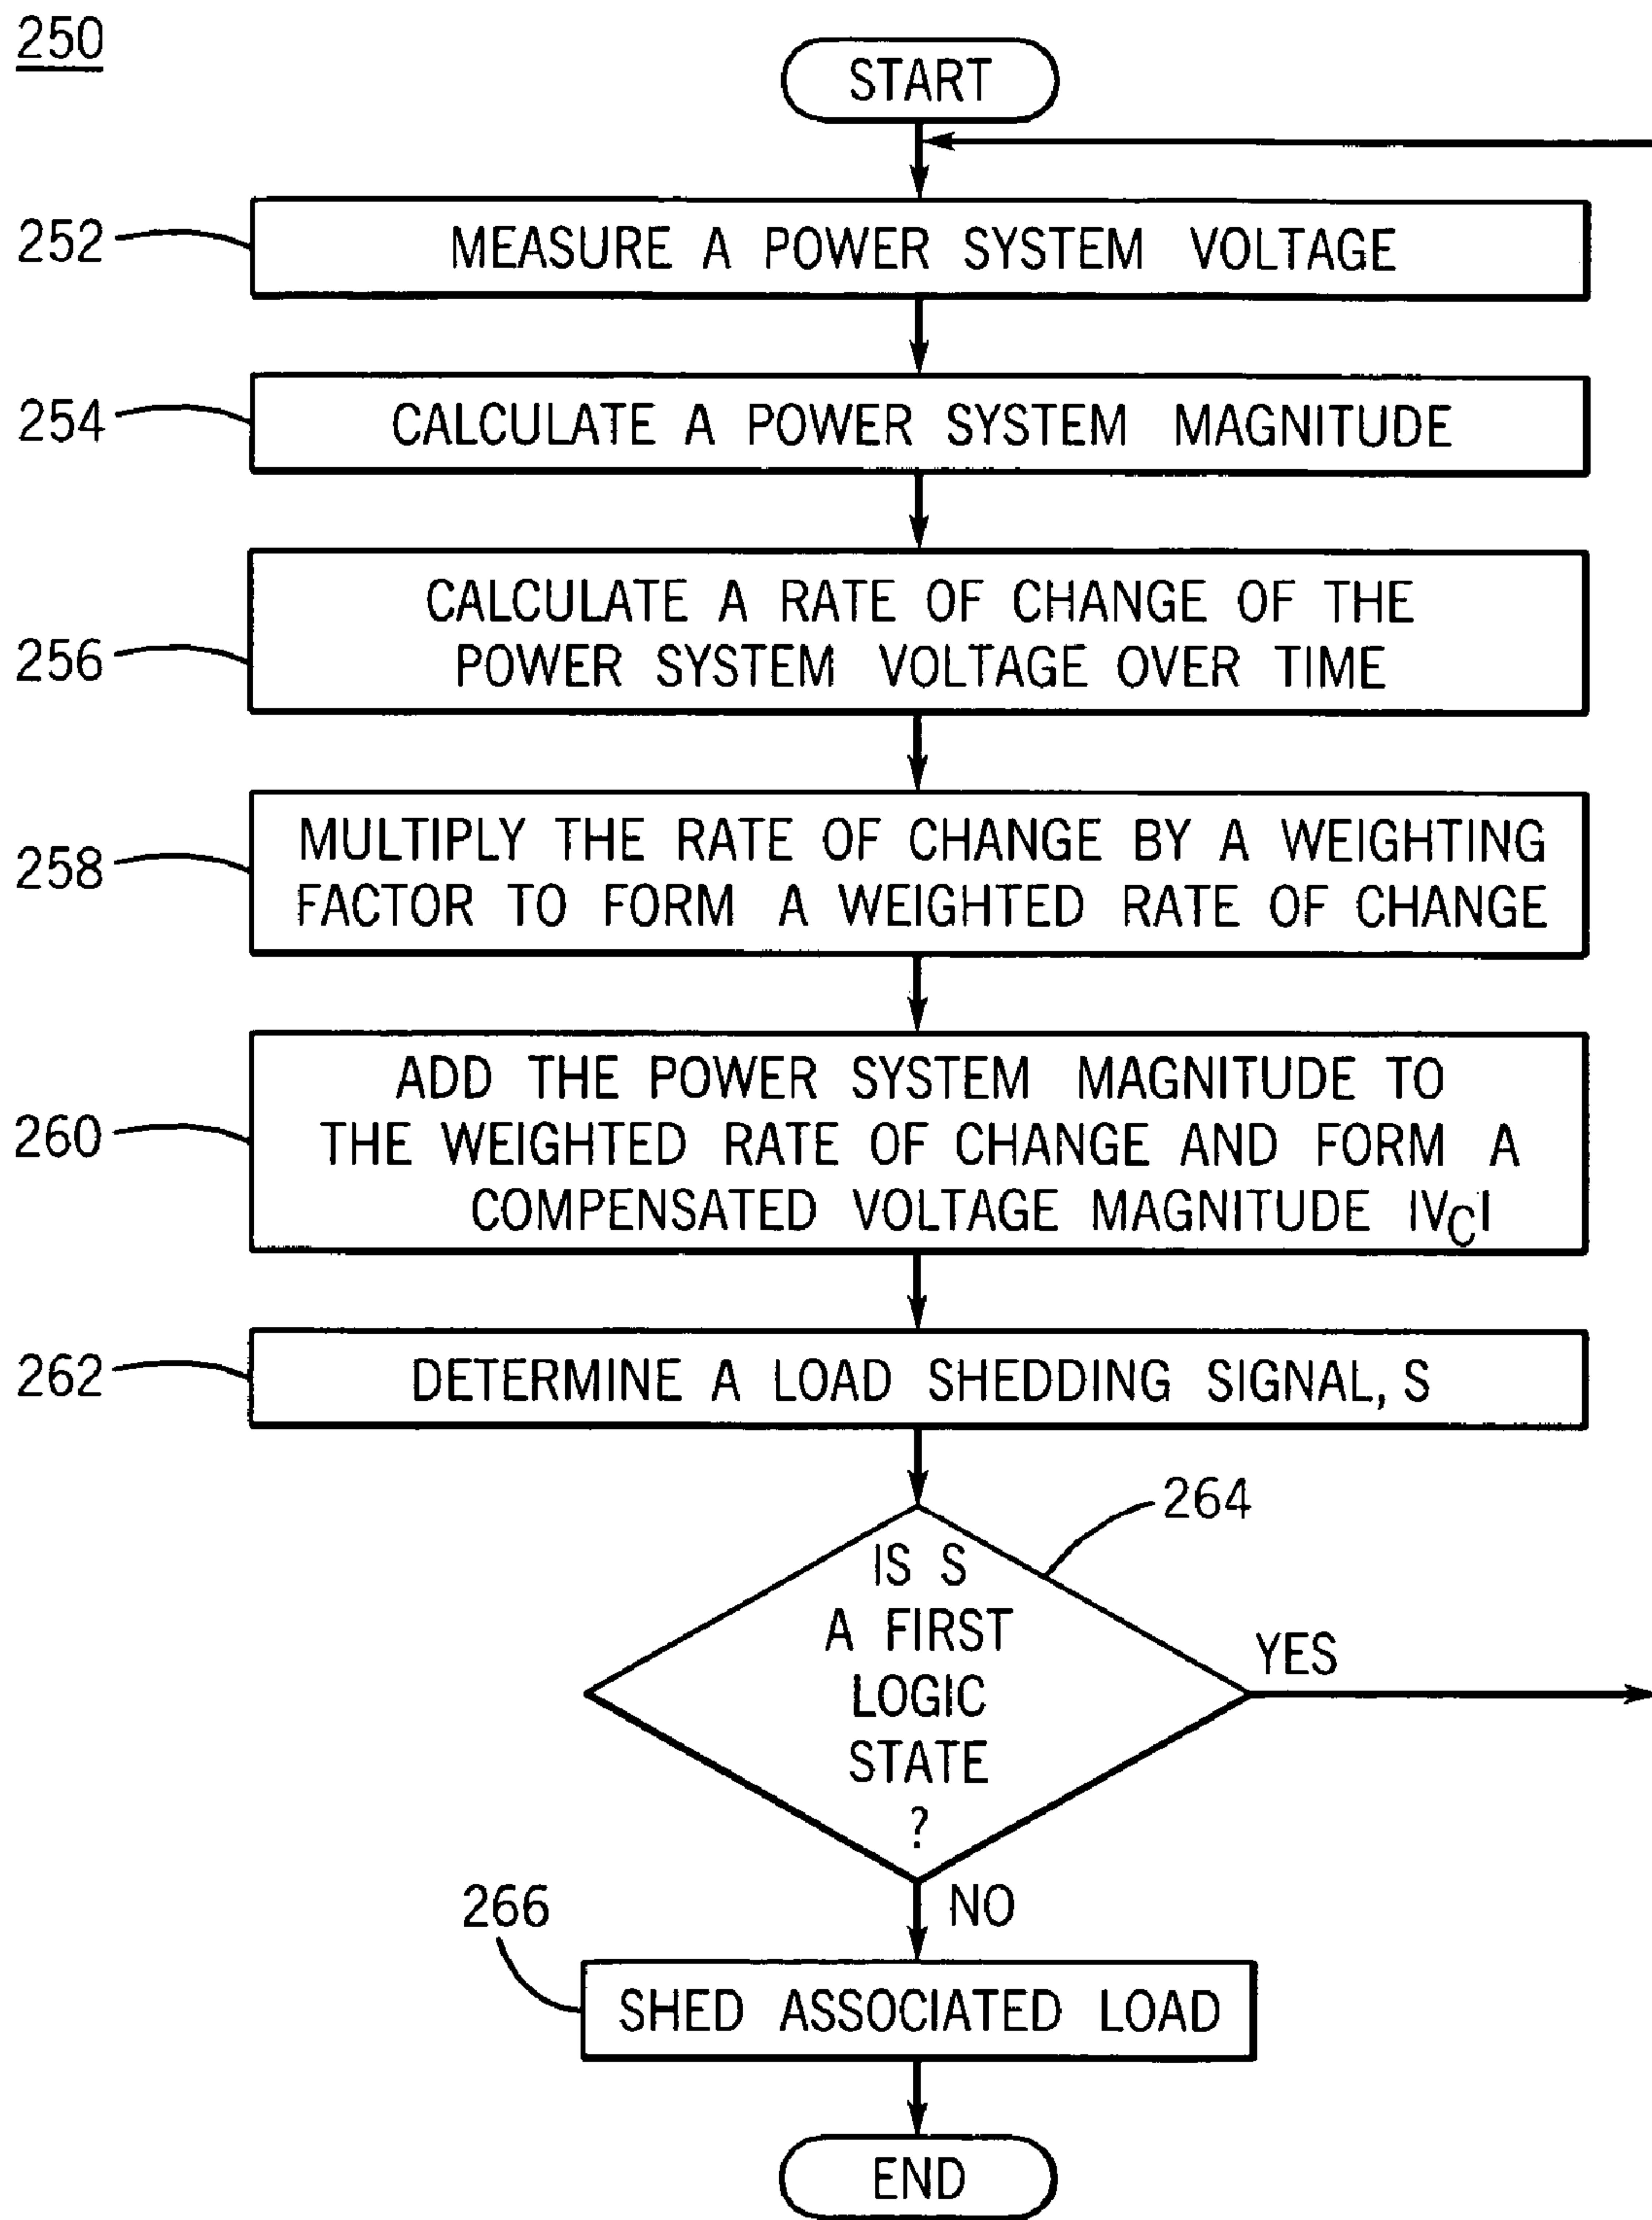 250
START
252
MEASURE A POWER SYSTEM VOLTAGE
254
CALCULATE A POWER SYSTEM MAGNITUDE
256
CALCULATE A RATE OF CHANGE OF THE
POWER SYSTEM VOLTAGE OVER TIME
258
MULTIPLY THE RATE OF CHANGE BY A WEIGHTING
FACTOR TO FORM A WEIGHTED RATE OF CHANGE
260
ADD THE POWER SYSTEM MAGNITUDE TO
THE WEIGHTED RATE OF CHANGE AND FORM A
COMPENSATED VOLTAGE MAGNITUDE |VC|
262
DETERMINE A LOAD SHEDDING SIGNAL, S
264
IS S
A FIRST
LOGIC
STATE
?
YES
NO
266
SHED ASSOCIATED LOAD
END